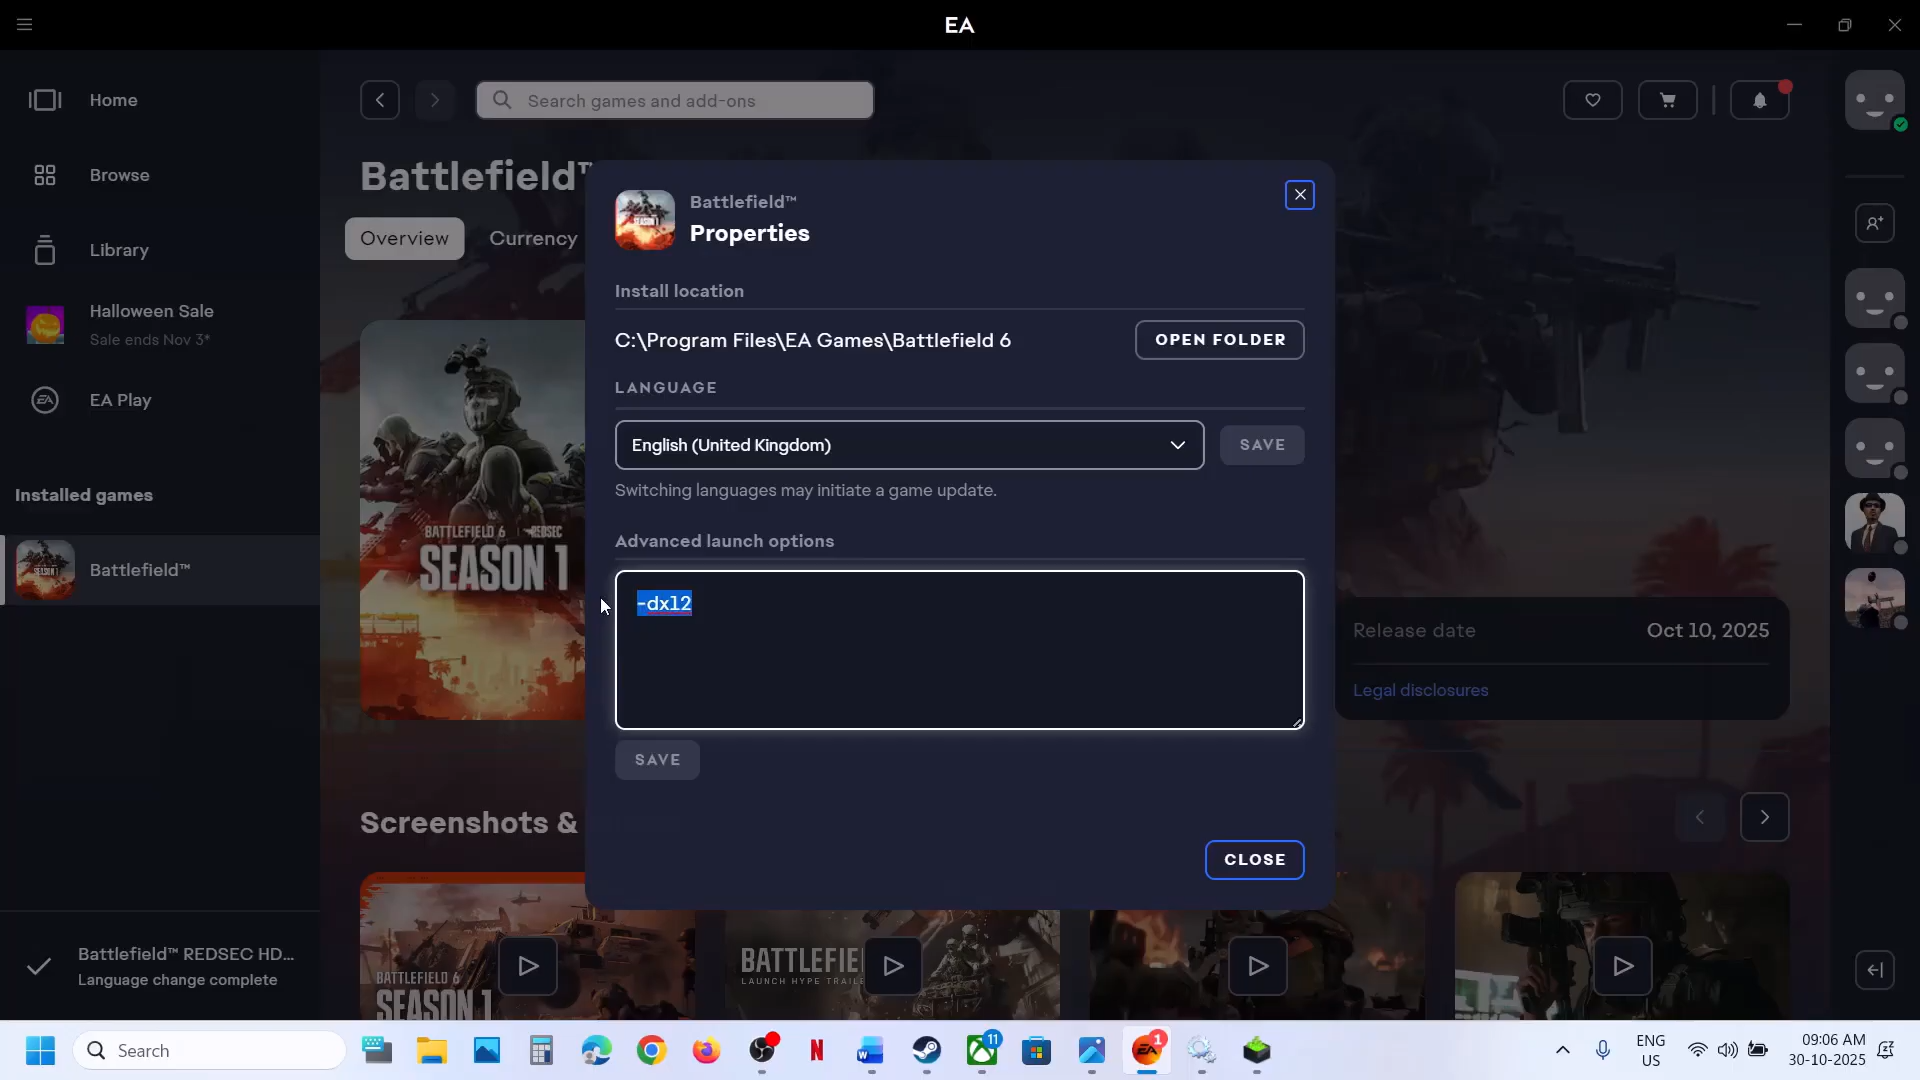 EA
Home
Browse
Library
Halloween Sale
Sale ends Nov 3*
EA Play
Installed games
Battlefield™
Battlefield™ REDSEC HD...
Language change complete
Search games and add-ons
Battlefield™
Overview
Currency
BATTLEFIELD 6 REDSEC
SEASON 1
Battlefield™
Properties
Install location
C:\Program Files\EA Games\Battlefield 6
OPEN FOLDER
LANGUAGE
English (United Kingdom)
SAVE
Switching languages may initiate a game update.
Advanced launch options
-dx12
SAVE
CLOSE
Release date
Oct 10, 2025
Legal disclosures
Screenshots &
BATTLEFIELD 6
SEASON 1
BATTLEFIE
LAUNCH HYPE TRAILE
Search
11
1
ENG
US
09:06 AM
30-10-2025